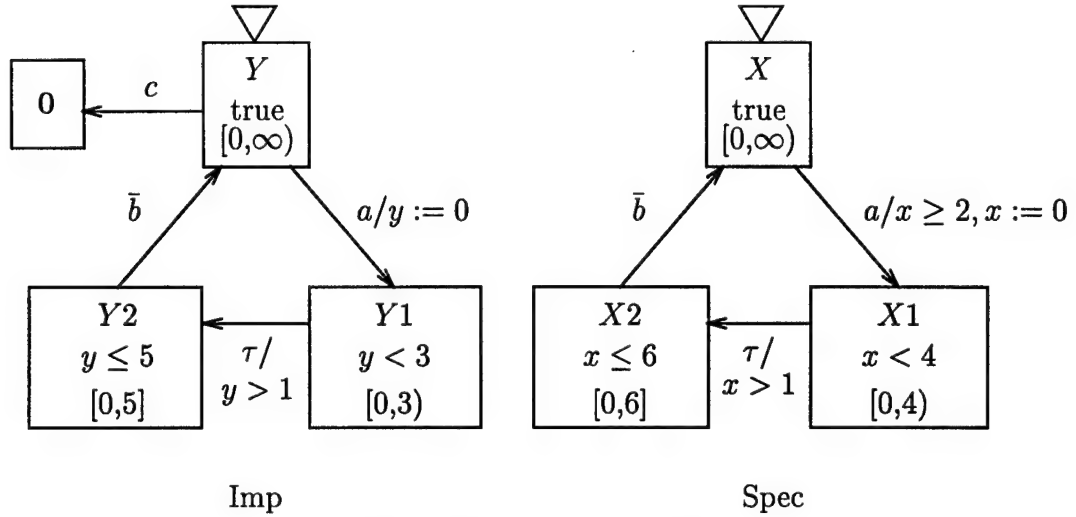 Y
true
[0,∞)
0
c
b̄
a/y := 0
Y2
y ≤ 5
[0,5]
τ/
y > 1
Y1
y < 3
[0,3)
Imp
X
true
[0,∞)
b̄
a/x ≥ 2, x := 0
X2
x ≤ 6
[0,6]
τ/
x > 1
X1
x < 4
[0,4)
Spec